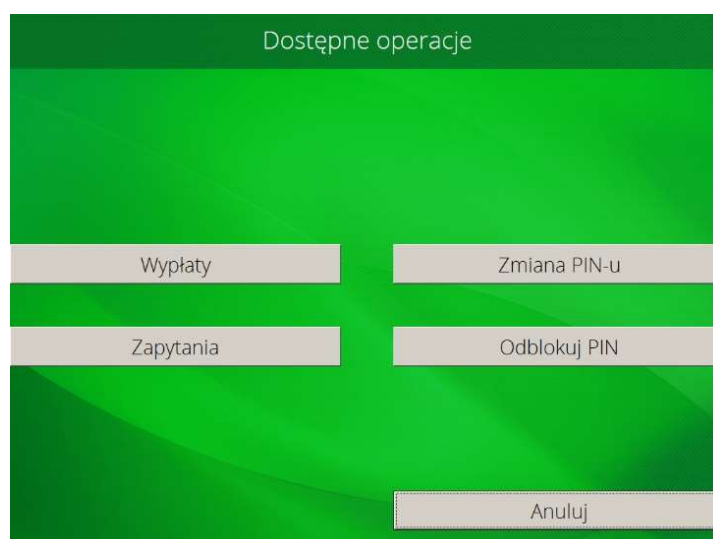 Dostępne operacje
Wypłaty
Zmiana PIN-u
Zapytania
Odblokuj PIN
Anuluj